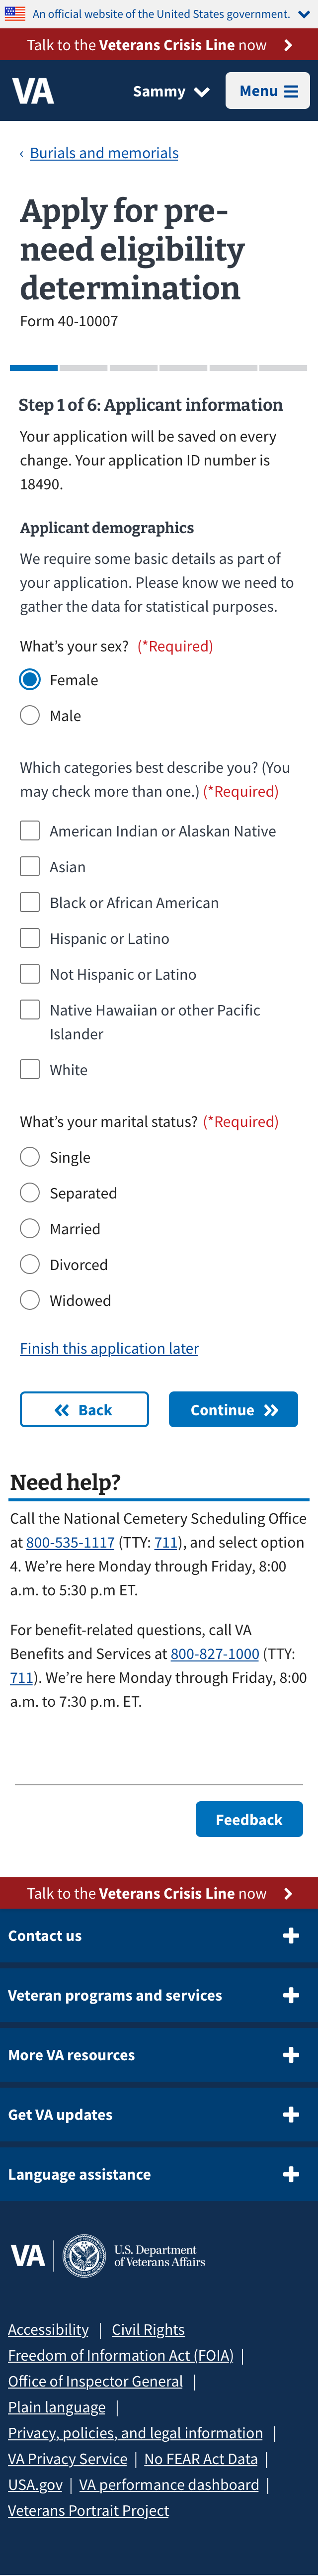 An official website of the United States government.
Talk to the Veterans Crisis Line now
VA
Sammy
Menu
‹ Burials and memorials
Apply for pre-
need eligibility
determination
Form 40-10007
Step 1 of 6: Applicant information
Your application will be saved on every
change. Your application ID number is
18490.
Applicant demographics
We require some basic details as part of
your application. Please know we need to
gather the data for statistical purposes.
What’s your sex? (*Required)
Female
Male
Which categories best describe you? (You
may check more than one.) (*Required)
American Indian or Alaskan Native
Asian
Black or African American
Hispanic or Latino
Not Hispanic or Latino
Native Hawaiian or other Pacific
Islander
White
What’s your marital status? (*Required)
Single
Separated
Married
Divorced
Widowed
Finish this application later
Back
Continue
Need help?
Call the National Cemetery Scheduling Office
at 800-535-1117 (TTY: 711), and select option
4. We’re here Monday through Friday, 8:00
a.m. to 5:30 p.m ET.
For benefit-related questions, call VA
Benefits and Services at 800-827-1000 (TTY:
711). We’re here Monday through Friday, 8:00
a.m. to 7:30 p.m. ET.
Feedback
Talk to the Veterans Crisis Line now
Contact us
Veteran programs and services
More VA resources
Get VA updates
Language assistance
VA
U.S. Department
of Veterans Affairs
Accessibility | Civil Rights
Freedom of Information Act (FOIA) |
Office of Inspector General |
Plain language |
Privacy, policies, and legal information |
VA Privacy Service | No FEAR Act Data |
USA.gov | VA performance dashboard |
Veterans Portrait Project